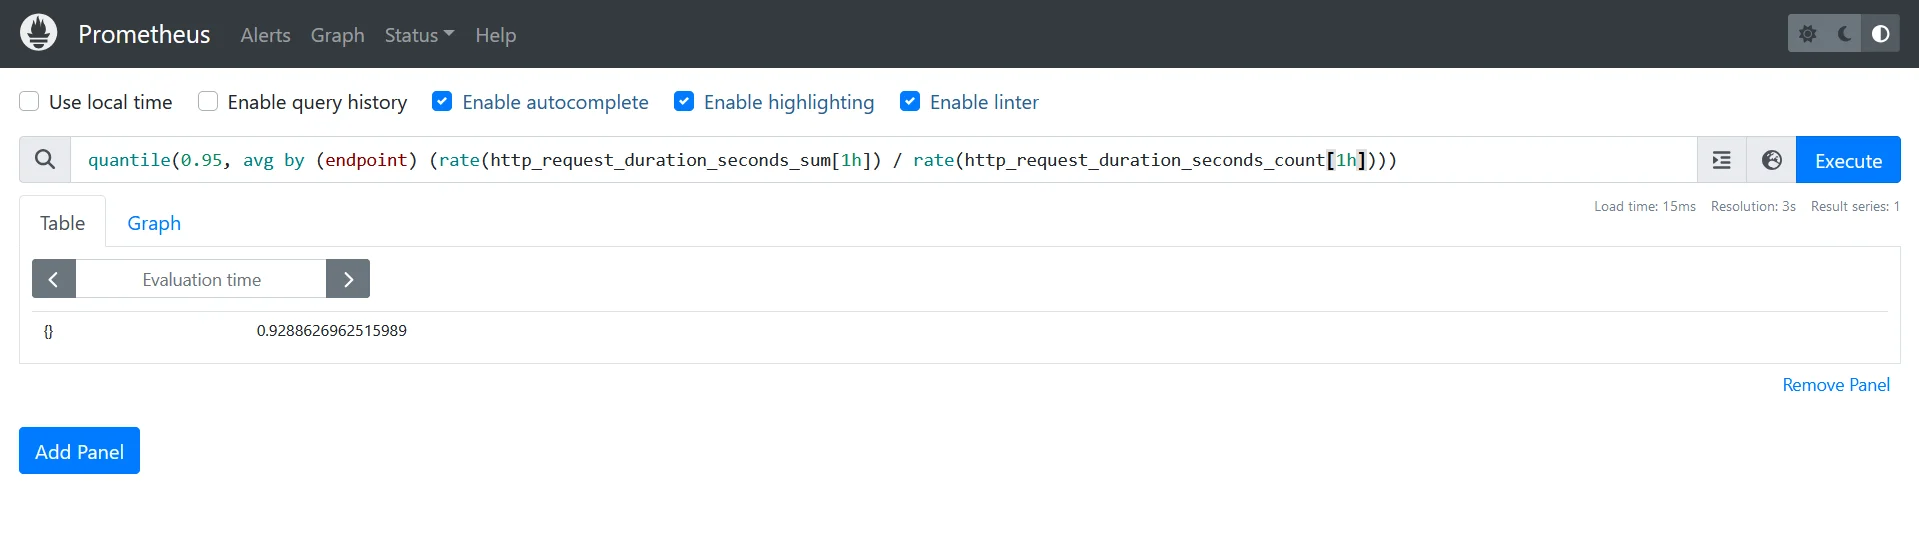 Prometheus Alerts Graph Status Help
Use local time Enable query history Enable autocomplete Enable highlighting Enable linter
quantile(0.95, avg by (endpoint) (rate(http_request_duration_seconds_sum[1h]) / rate(http_request_duration_seconds_count[1h]))) Execute
Load time: 15ms Resolution: 3s Result series: 1
Table Graph
Evaluation time
{} 0.9288626962515989
Remove Panel
Add Panel